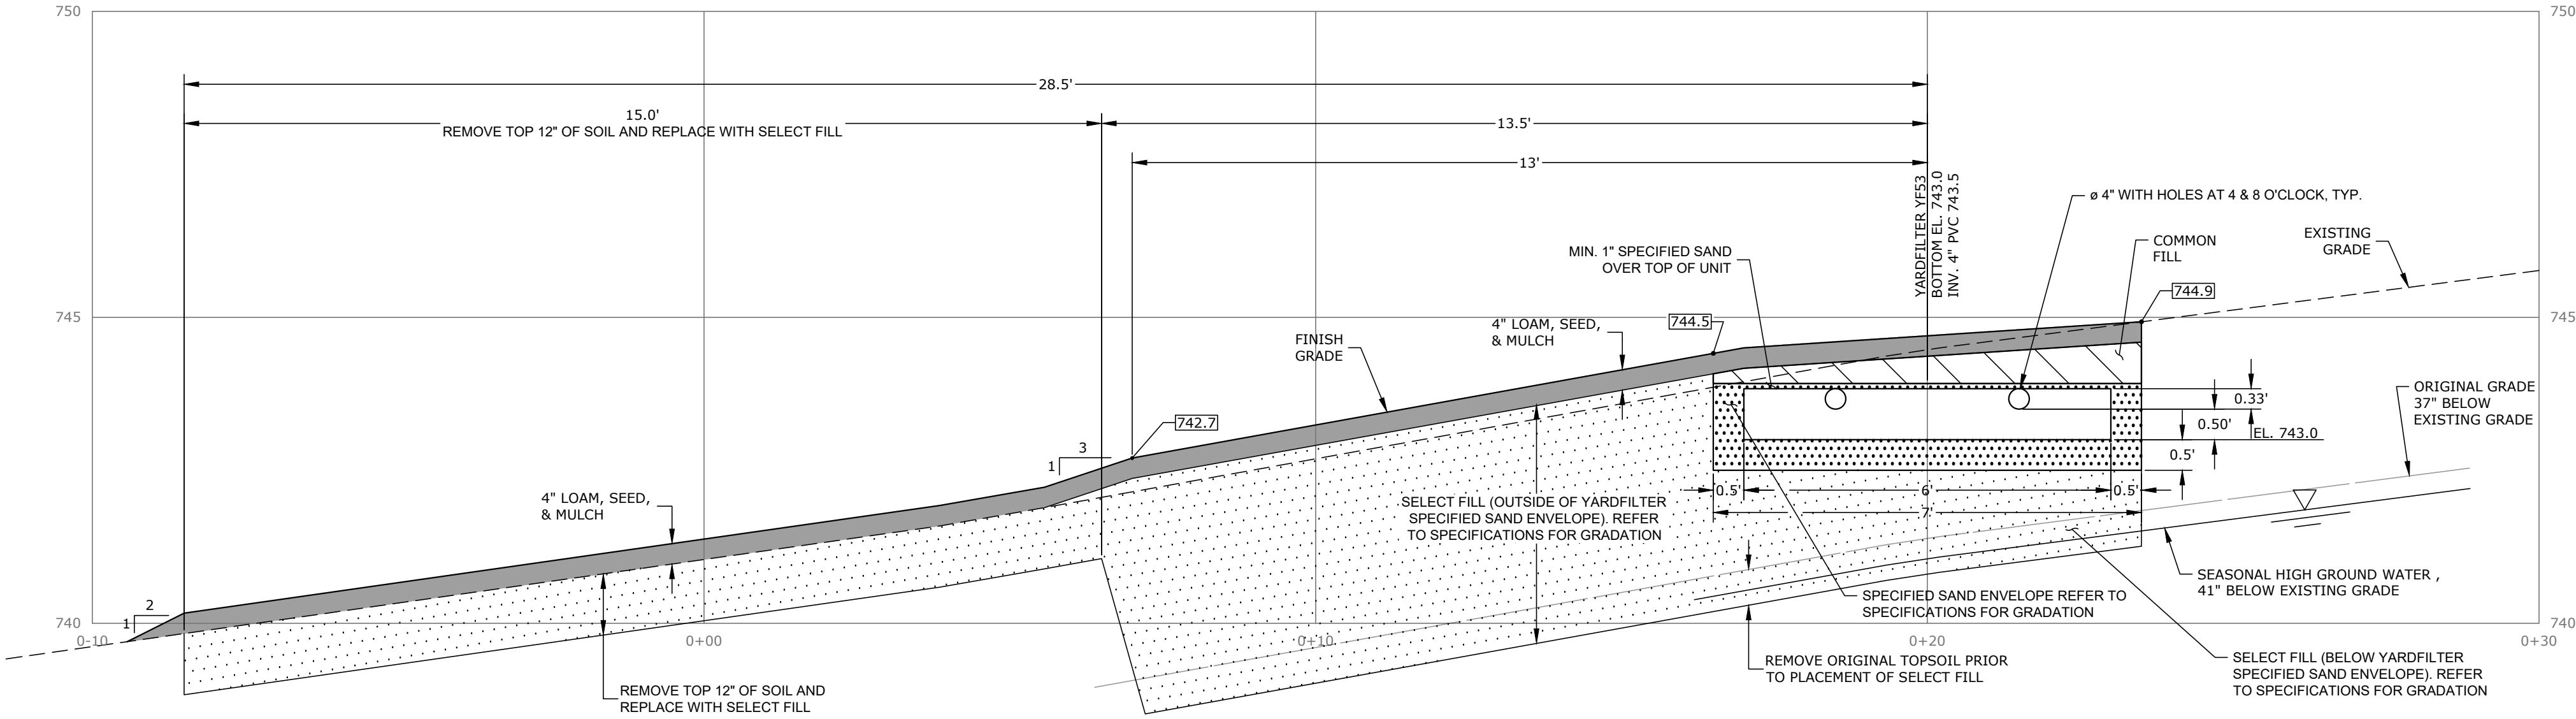 750
750
28.5'
15.0'
REMOVE TOP 12" OF SOIL AND REPLACE WITH SELECT FILL
13.5'
13'
YARDFILTER YF53
BOTTOM EL. 743.0
INV. 4" PVC 743.5
ø 4" WITH HOLES AT 4 & 8 O'CLOCK, TYP.
MIN. 1" SPECIFIED SAND
OVER TOP OF UNIT
COMMON
FILL
EXISTING
GRADE
744.9
745
745
4" LOAM, SEED,
& MULCH
744.5
FINISH
GRADE
ORIGINAL GRADE
37" BELOW
EXISTING GRADE
0.33'
0.50'
EL. 743.0
0.5'
742.7
3
1
0.5'
6'
0.5'
7'
4" LOAM, SEED,
& MULCH
SELECT FILL (OUTSIDE OF YARDFILTER
SPECIFIED SAND ENVELOPE). REFER
TO SPECIFICATIONS FOR GRADATION
SEASONAL HIGH GROUND WATER ,
41" BELOW EXISTING GRADE
SPECIFIED SAND ENVELOPE REFER TO
SPECIFICATIONS FOR GRADATION
2
1
740
740
0-10
0+00
0+10
0+20
0+30
REMOVE ORIGINAL TOPSOIL PRIOR
TO PLACEMENT OF SELECT FILL
SELECT FILL (BELOW YARDFILTER
SPECIFIED SAND ENVELOPE). REFER
TO SPECIFICATIONS FOR GRADATION
REMOVE TOP 12" OF SOIL AND
REPLACE WITH SELECT FILL